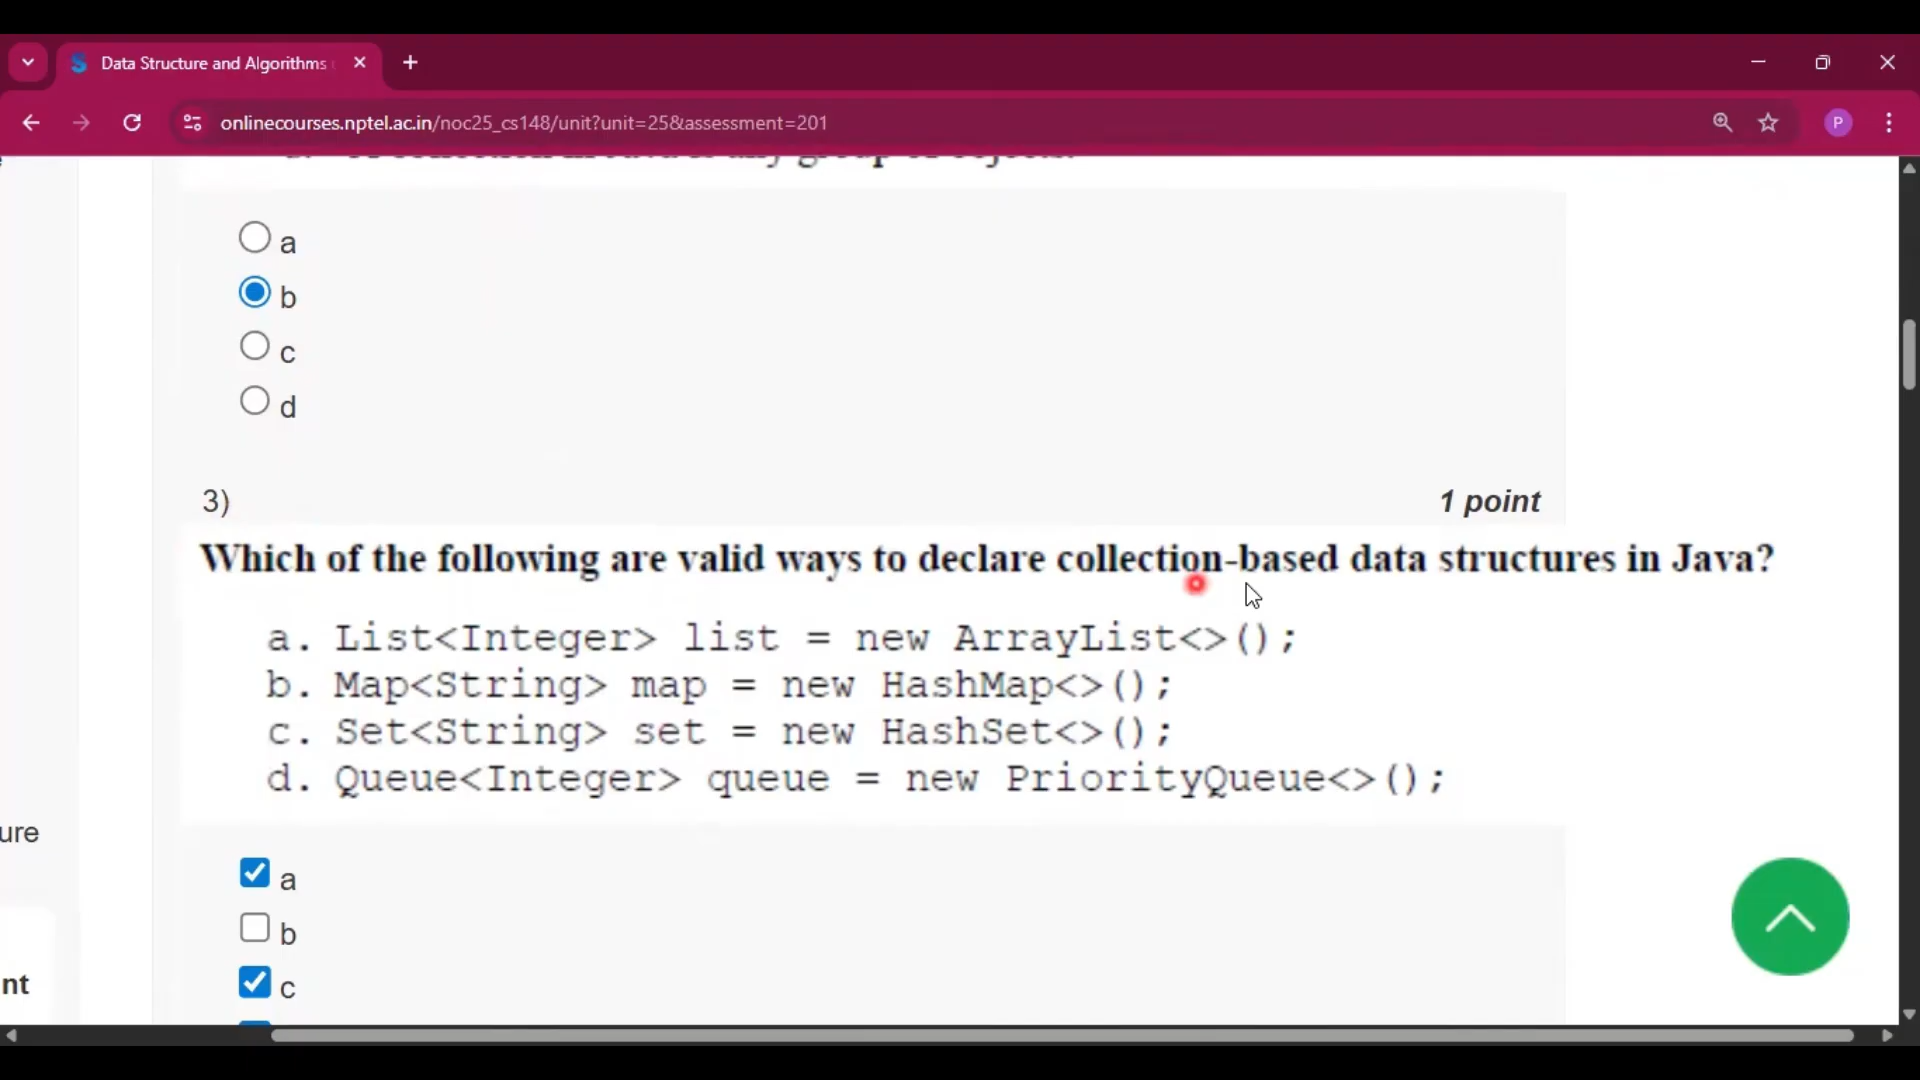 Data Structure and Algorithms
onlinecourses.nptel.ac.in/noc25_cs148/unit?unit=25&assessment=201
P
a
b
c
d
3)
1 point
Which of the following are valid ways to declare collection-based data structures in Java?
a. List<Integer> list = new ArrayList<>();
b. Map<String> map = new HashMap<>();
c. Set<String> set = new HashSet<>();
d. Queue<Integer> queue = new PriorityQueue<>();
ure
a
b
nt
c